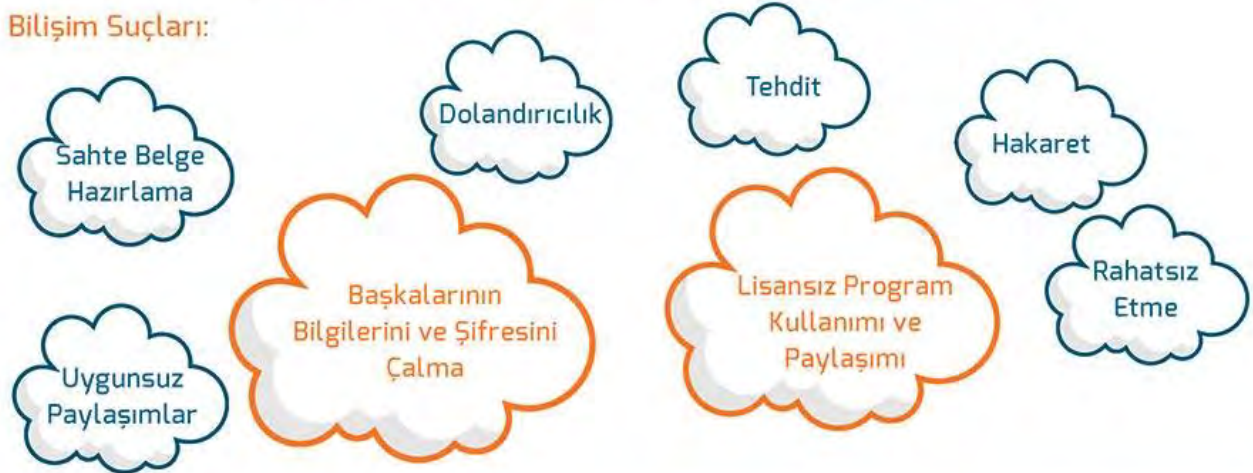 Bilişim Suçları:
Sahte Belge
Hazırlama
Dolandırıcılık
Tehdit
Hakaret
Rahatsız
Etme
Başkalarının
Bilgilerini ve Şifresini
Çalma
Lisansız Program
Kullanımı ve
Paylaşımı
Uygunsuz
Paylaşımlar